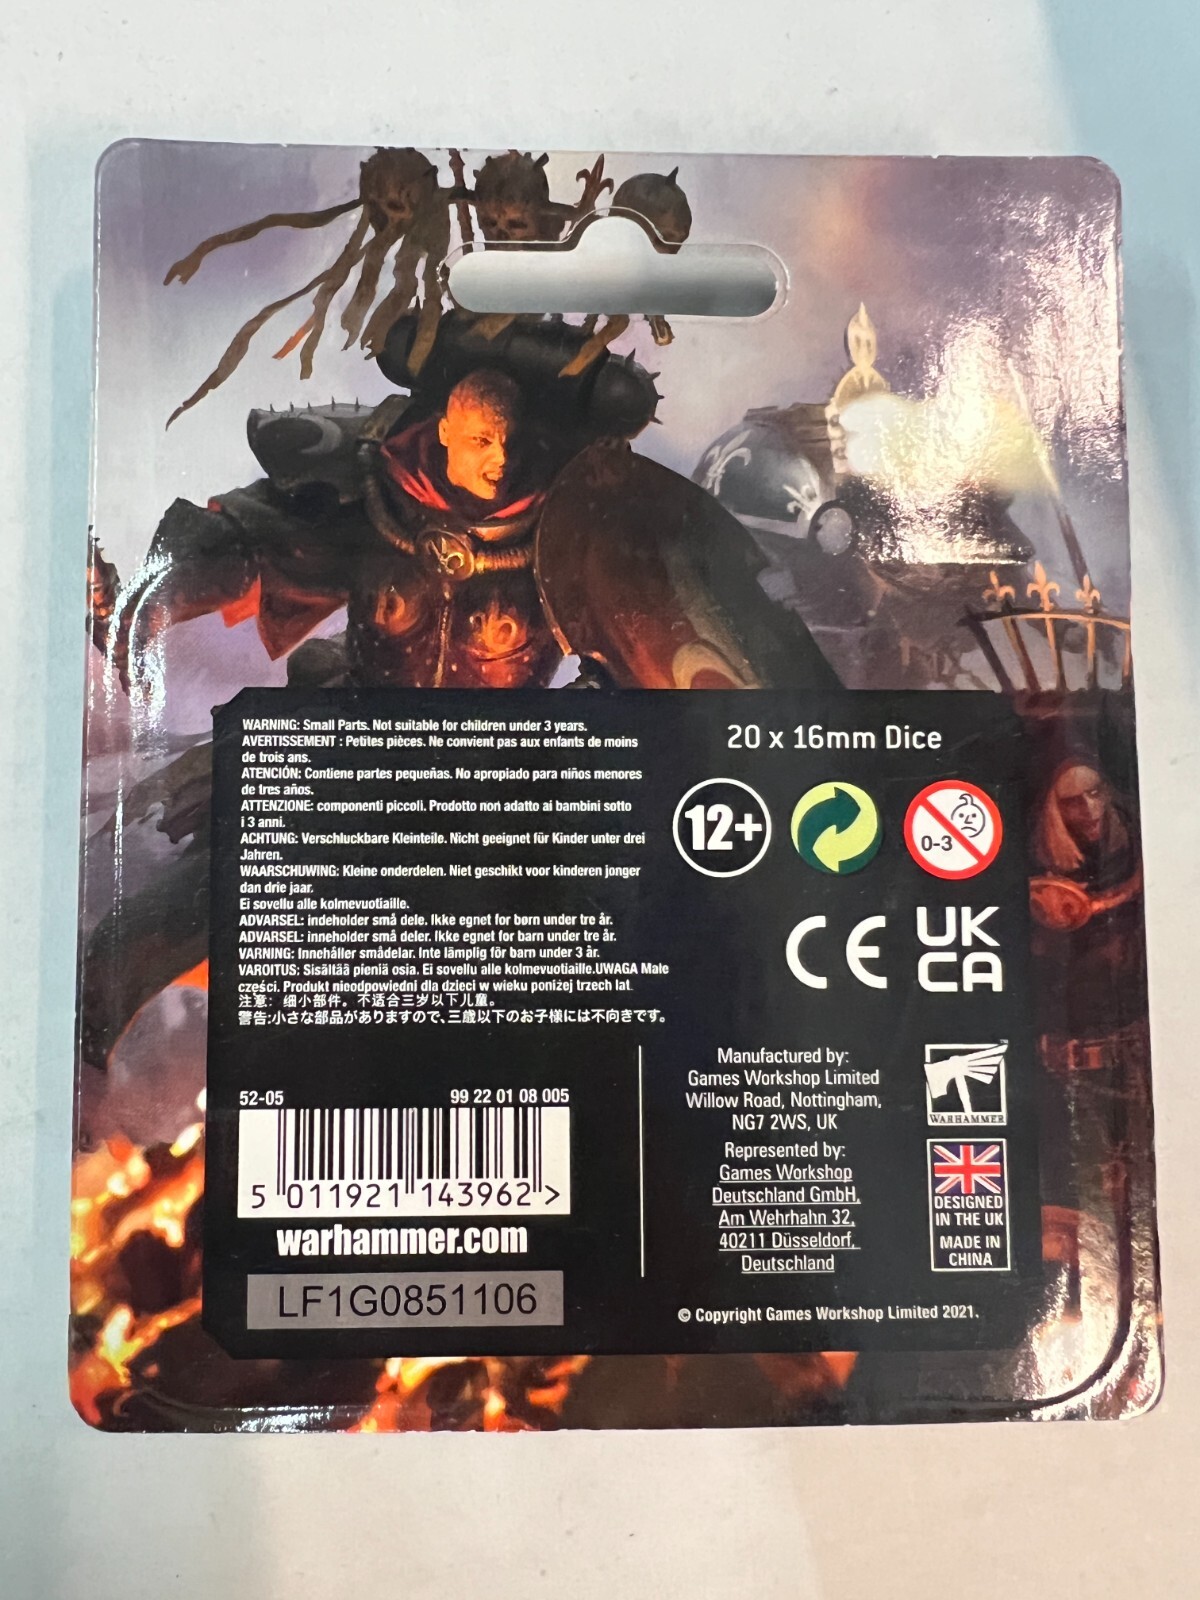 WARNING: Small Parts. Not suitable for children under 3 years.
AVERTISSEMENT : Petites pièces. Ne convient pas aux enfants de moins
de trois ans.
ATENCIÓN: Contiene partes pequeñas. No apropiado para niños menores
de tres años.
ATTENZIONE: componenti piccoli. Prodotto non adatto ai bambini sotto
i 3 anni.
ACHTUNG: Verschluckbare Kleinteile. Nicht geeignet für Kinder unter drei
Jahren.
WAARSCHUWING: Kleine onderdelen. Niet geschikt voor kinderen jonger
dan drie jaar.
Ei sovellu alle kolmevuotiaille.
ADVARSEL: indeholder små dele. Ikke egnet for børn under tre år.
ADVARSEL: inneholder små deler. Ikke egnet for barn under tre år.
VARNING: Innehåller smådelar. Inte lämplig för barn under 3 år.
VAROITUS: Sisältää pieniä osia. Ei sovellu alle kolmevuotiaille.UWAGA Małe
części. Produkt nieodpowiedni dla dzieci w wieku poniżej trzech lat.
注意：细小部件。不适合三岁以下儿童。
警告:小さな部品がありますので、三歳以下のお子様には不向きです。
20 x 16mm Dice
12+
0-3
CE
UK
CA
52-05
99 22 01 08 005
5 011921 143962 >
warhammer.com
LF1G0851106
Manufactured by:
Games Workshop Limited
Willow Road, Nottingham,
NG7 2WS, UK
Represented by:
Games Workshop
Deutschland GmbH,
Am Wehrhahn 32,
40211 Düsseldorf,
Deutschland
WARHAMMER
™
DESIGNED
IN THE UK
MADE IN
CHINA
© Copyright Games Workshop Limited 2021.